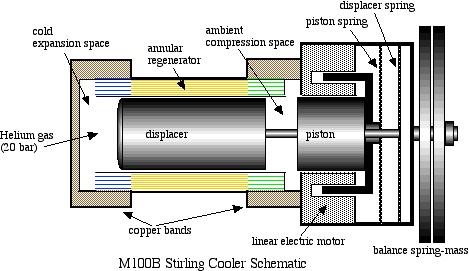 displacer spring
piston spring
cold
expansion space
annular
regenerator
ambient
compression space
Helium gas
(20 bar)
displacer
piston
copper bands
linear electric motor
balance spring-mass
M100B Stirling Cooler Schematic